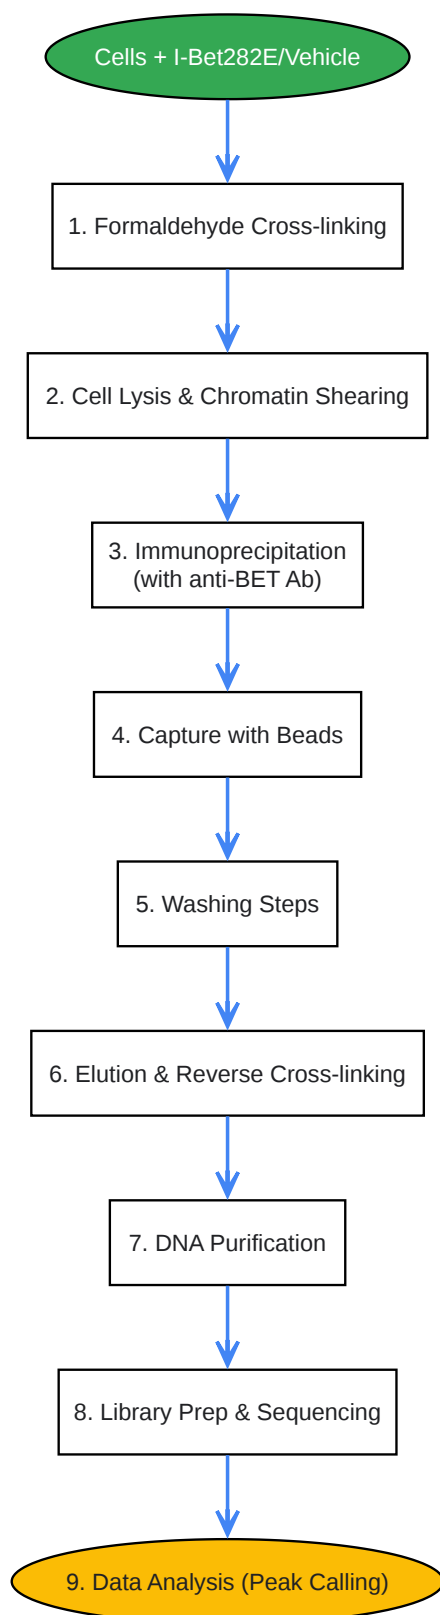 Cells + I-Bet282E/Vehicle
1. Formaldehyde Cross-linking
2. Cell Lysis & Chromatin Shearing
3. Immunoprecipitation
(with anti-BET Ab)
4. Capture with Beads
5. Washing Steps
6. Elution & Reverse Cross-linking
7. DNA Purification
8. Library Prep & Sequencing
9. Data Analysis (Peak Calling)